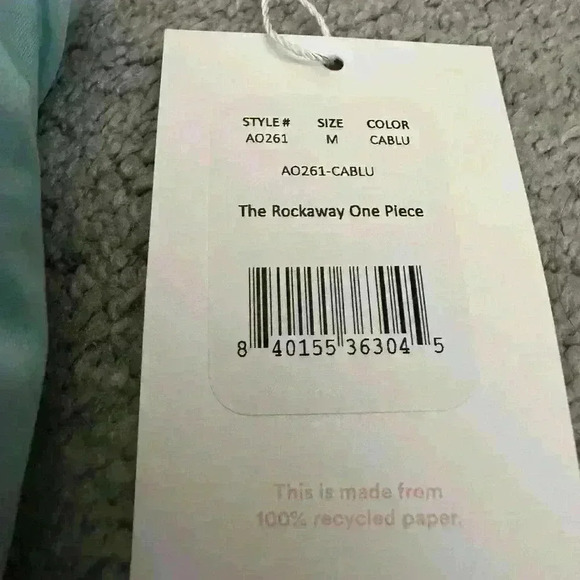 STYLE # SIZE COLOR
AO261 M CABLU
AO261-CABLU
The Rockaway One Piece
8 40155 36304 5
This is made from
100% recycled paper.